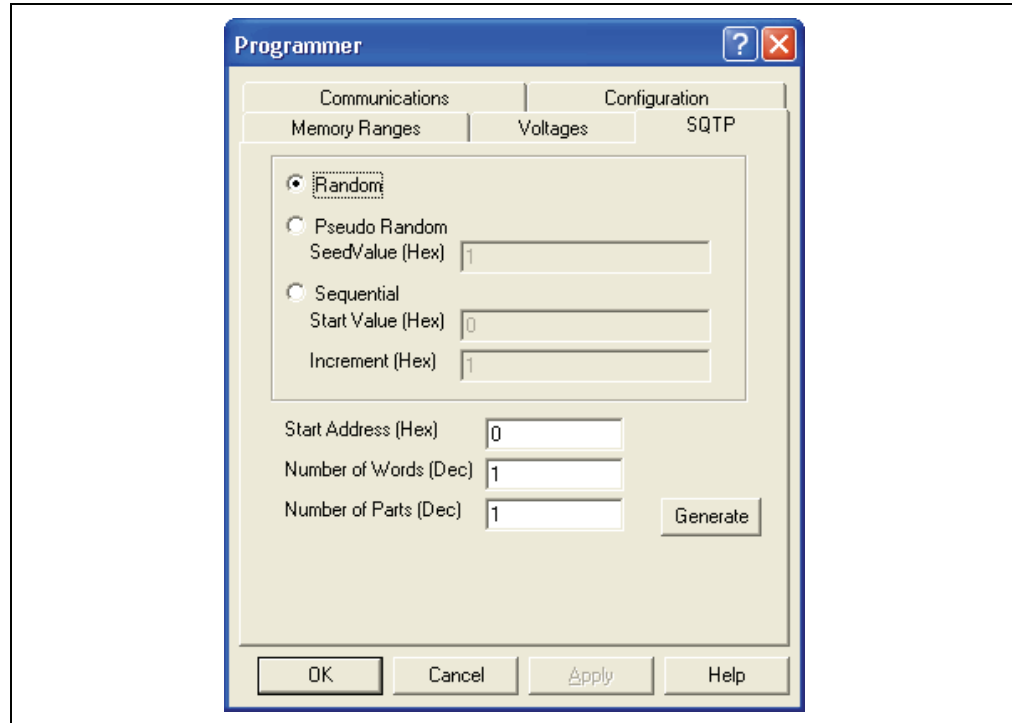 Programmer
Communications Configuration
Memory Ranges Voltages SQTP
Random
Pseudo Random
SeedValue (Hex) 1
Sequential
Start Value (Hex) 0
Increment (Hex) 1
Start Address (Hex) 0
Number of Words (Dec) 1
Number of Parts (Dec) 1
Generate
OK Cancel Apply Help